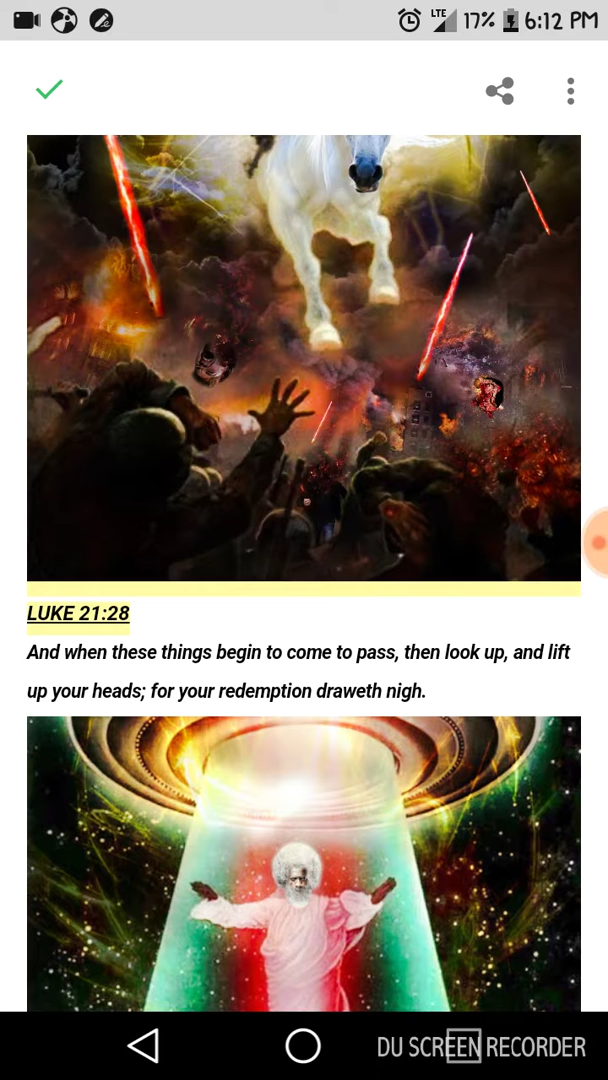 LTE 17% 6:12 PM
LUKE 21:28
And when these things begin to come to pass, then look up, and lift
up your heads; for your redemption draweth nigh.
DU SCREEN RECORDER